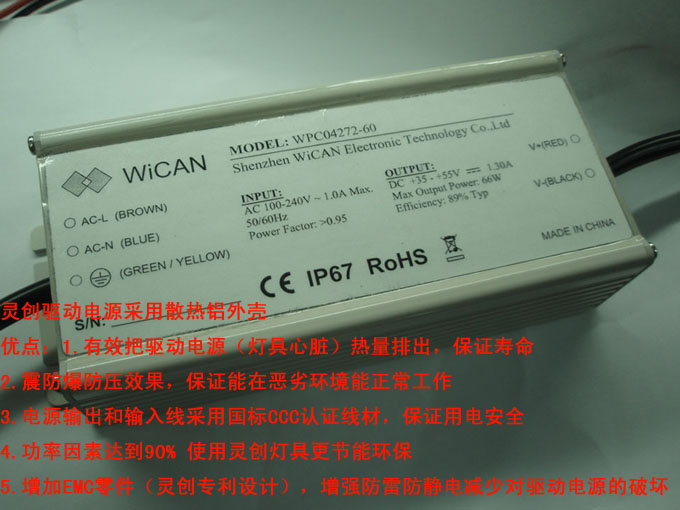 WiCAN
MODEL: WPC04272-60
Shenzhen WiCAN Electronic Technology Co.,Ltd
AC-L (BROWN)
AC-N (BLUE)
(GREEN / YELLOW)
INPUT:
AC 100-240V ~ 1.0A Max.
50/60Hz
Power Factor: >0.95
OUTPUT:
DC +35 - +55V 1.30A
Max Output Power: 66W
Efficiency: 89% Typ
V+(RED)
V-(BLACK)
CE IP67 RoHS
MADE IN CHINA
S/N:
灵创驱动电源采用散热铝外壳
优点：1.有效把驱动电源（灯具心脏）热量排出，保证寿命
2.震防爆防压效果，保证能在恶劣环境能正常工作
3.电源输出和输入线采用国标CCC认证线材，保证用电安全
4.功率因素达到90% 使用灵创灯具更节能环保
5.增加EMC零件（灵创专利设计），增强防雷防静电减少对驱动电源的破坏